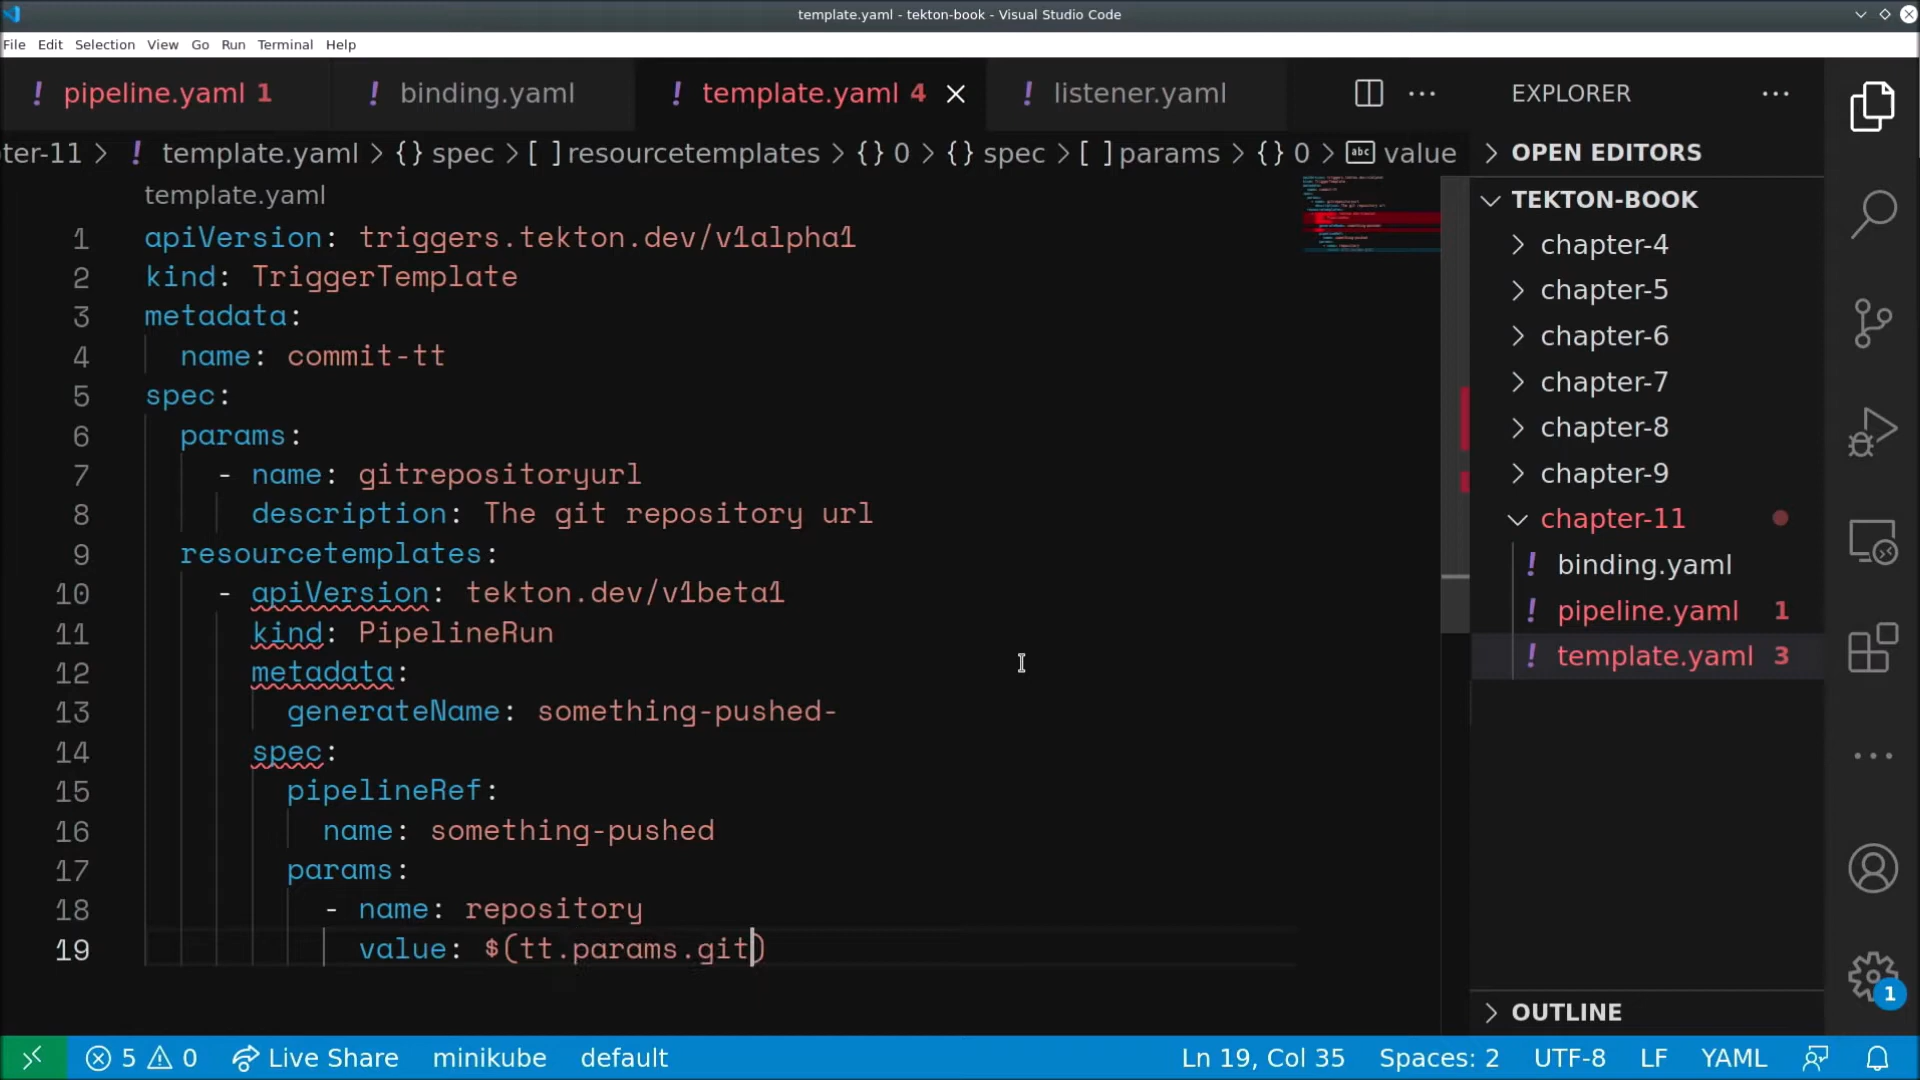 template.yaml - tekton-book - Visual Studio Code
File Edit Selection View Go Run Terminal Help
! pipeline.yaml 1 ! binding.yaml ! template.yaml 4 ! listener.yaml ··· EXPLORER ···
ter-11 > ! template.yaml > {} spec > [ ] resourcetemplates > {} 0 > {} spec > [ ] params > {} 0 > abc value
OPEN EDITORS
template.yaml
TEKTON-BOOK
1 apiVersion: triggers.tekton.dev/v1alpha1
2 kind: TriggerTemplate
3 metadata:
4 name: commit-tt
5 spec:
6 params:
7 - name: gitrepositoryurl
8 description: The git repository url
9 resourcetemplates:
10 - apiVersion: tekton.dev/v1beta1
11 kind: PipelineRun
12 metadata:
13 generateName: something-pushed-
14 spec:
15 pipelineRef:
16 name: something-pushed
17 params:
18 - name: repository
19 value: $(tt.params.git)
chapter-4
chapter-5
chapter-6
chapter-7
chapter-8
chapter-9
chapter-11
! binding.yaml
! pipeline.yaml 1
! template.yaml 3
OUTLINE
1
5 0 Live Share minikube default Ln 19, Col 35 Spaces: 2 UTF-8 LF YAML